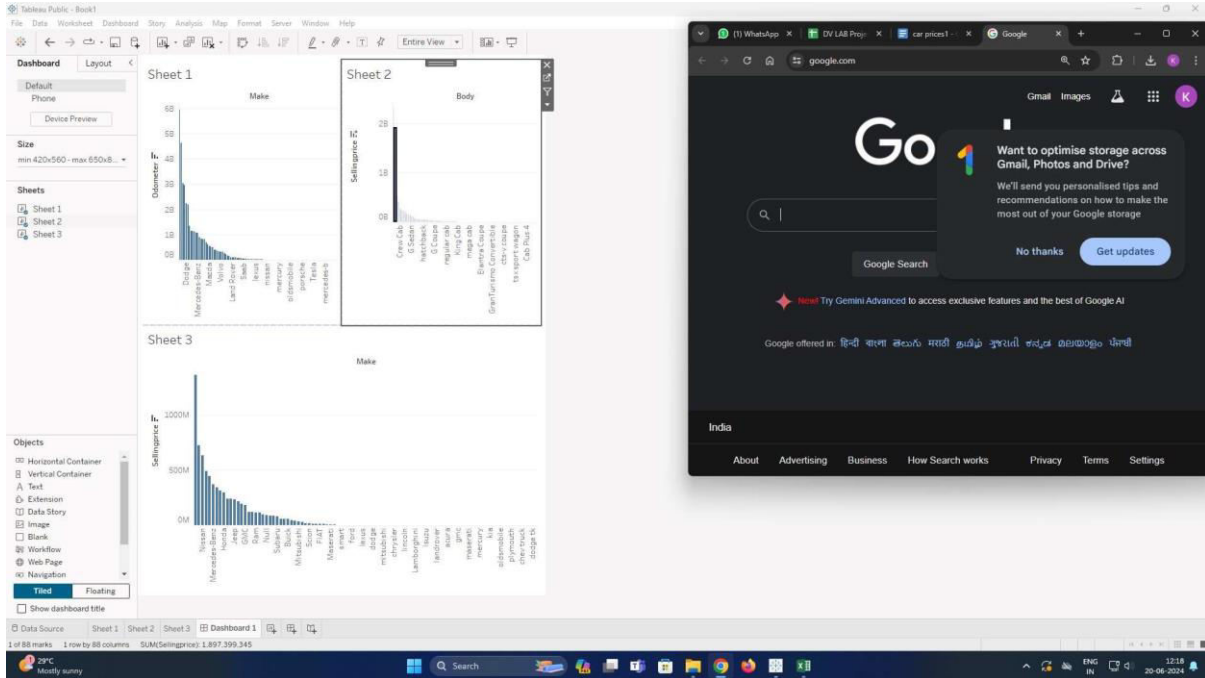 Tableau Public - Book1
File Data Worksheet Dashboard Story Analysis Map Format Server Window Help
Entire View
Dashboard Layout
Default
Phone
Device Preview
Size
min 420x560 - max 650x8...
Sheets
Sheet 1
Sheet 2
Sheet 3
Objects
Horizontal Container
Vertical Container
Text
Extension
Data Story
Image
Blank
Workflow
Web Page
Navigation
Tiled Floating
Show dashboard title
Sheet 1
Make
Odometer
6B
5B
4B
3B
2B
1B
0B
Dodge
Mercedes-Benz
Mazda
Volvo
Land Rover
Saab
lexus
nissan
mercury
oldsmobile
porsche
Tesla
mercedes-b
Sheet 2
Body
Sellingprice
2B
1B
0B
Crew Cab
G Sedan
hatchback
G Coupe
regular cab
King Cab
mega cab
Elantra Coupe
GranTurismo Convertible
cts-v coupe
tsx sport wagon
Cab Plus 4
Sheet 3
Make
Sellingprice
1000M
500M
0M
Nissan
Mercedes-Benz
Honda
Jeep
GMC
Ram
Null
Subaru
Buick
Mitsubishi
Scion
FIAT
Maserati
smart
ford
lexus
dodge
mitsubishi
chrysler
lincoln
Lamborghini
Isuzu
landrover
acura
gmc
maserati
mercury
kia
oldsmobile
plymouth
chev truck
dodge tk
Data Source Sheet 1 Sheet 2 Sheet 3 Dashboard 1
1 of 88 marks 1 row by 88 columns SUM(Sellingprice): 1,897,399,345
(1) WhatsApp DV LAB Proje car prices1 - Google
google.com
Gmail Images K
Want to optimise storage across
Gmail, Photos and Drive?
We'll send you personalised tips and
recommendations on how to make the
most out of your Google storage
No thanks Get updates
Google Search
New! Try Gemini Advanced to access exclusive features and the best of Google AI
Google offered in: हिन्दी বাংলা తెలుగు मराठी தமிழ் ગુજરાતી ಕನ್ನಡ മലയാളം ਪੰਜਾਬੀ
India
About Advertising Business How Search works Privacy Terms Settings
29°C
Mostly sunny
Search
ENG
IN
12:18
20-06-2024